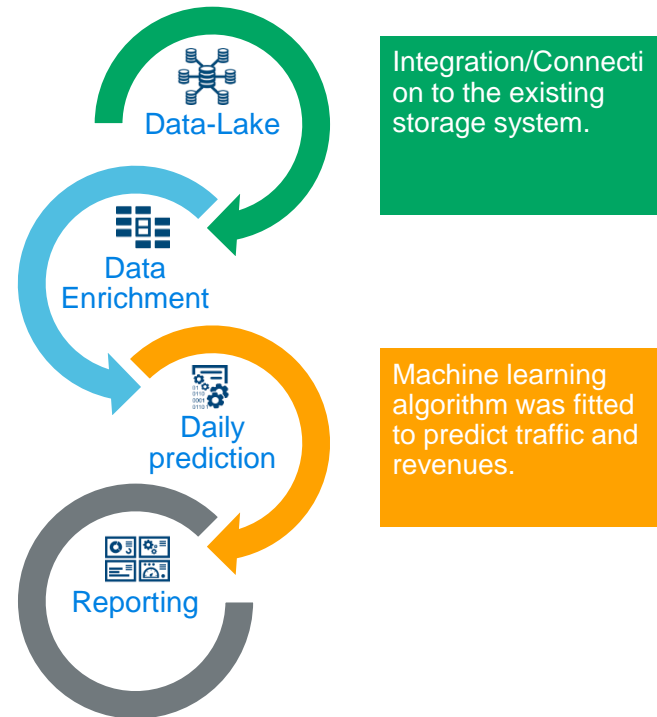 Data-Lake
Integration/Connecti
on to the existing
storage system.
Data
Enrichment
Daily
prediction
Machine learning
algorithm was fitted
to predict traffic and
revenues.
Reporting